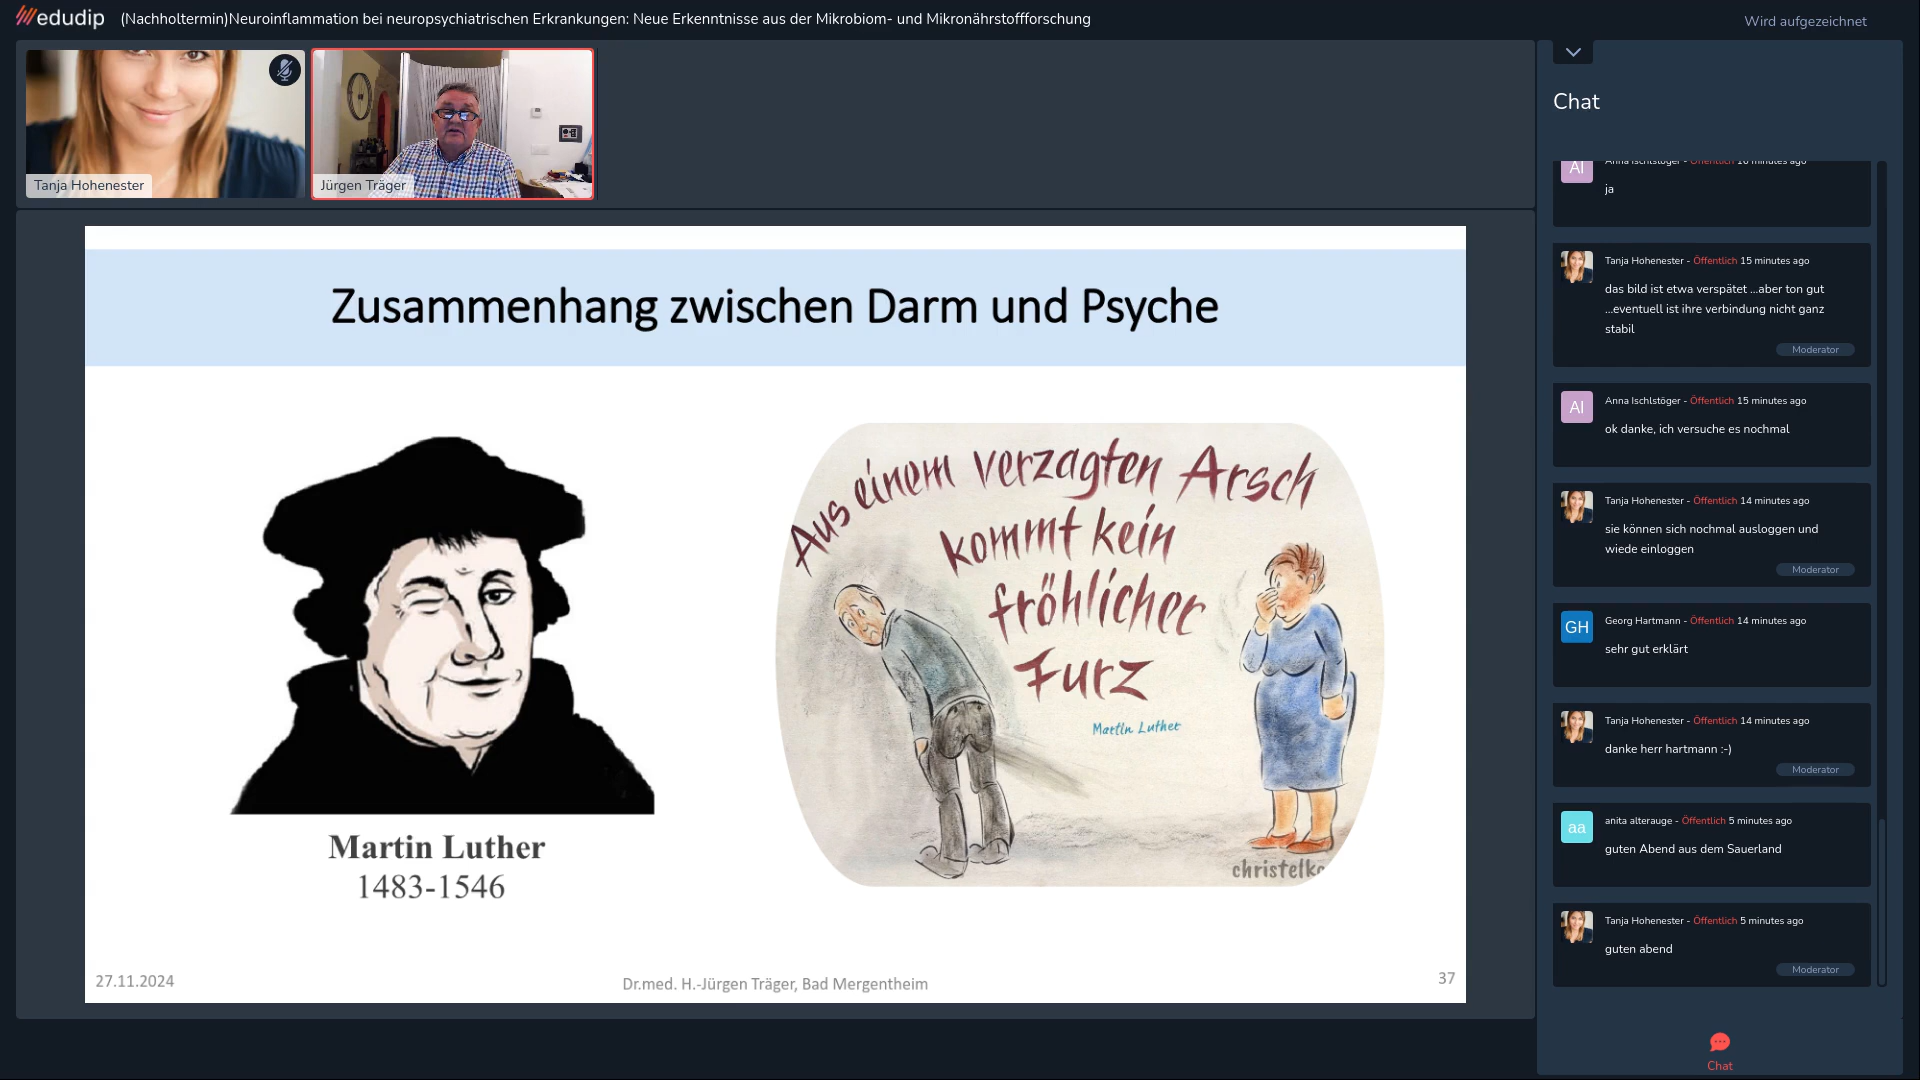 edudip
(Nachholtermin)Neuroinflammation bei neuropsychiatrischen Erkrankungen: Neue Erkenntnisse aus der Mikrobiom- und Mikronährstoffforschung
Wird aufgezeichnet
Tanja Hohenester
Jürgen Träger
Zusammenhang zwischen Darm und Psyche
Aus einem verzagten Arsch
kommt kein
fröhlicher
Furz
Martin Luther
Martin Luther
1483-1546
27.11.2024
Dr.med. H.-Jürgen Träger, Bad Mergentheim
37
Chat
AI
Anna Ischlstöger - Öffentlich 16 minutes ago
ja
Tanja Hohenester - Öffentlich 15 minutes ago
das bild ist etwa verspätet ...aber ton gut
...eventuell ist ihre verbindung nicht ganz
stabil
Moderator
AI
Anna Ischlstöger - Öffentlich 15 minutes ago
ok danke, ich versuche es nochmal
Tanja Hohenester - Öffentlich 14 minutes ago
sie können sich nochmal ausloggen und
wiede einloggen
Moderator
GH
Georg Hartmann - Öffentlich 14 minutes ago
sehr gut erklärt
Tanja Hohenester - Öffentlich 14 minutes ago
danke herr hartmann :-)
Moderator
aa
anita alterauge - Öffentlich 5 minutes ago
guten Abend aus dem Sauerland
Tanja Hohenester - Öffentlich 5 minutes ago
guten abend
Moderator
Chat